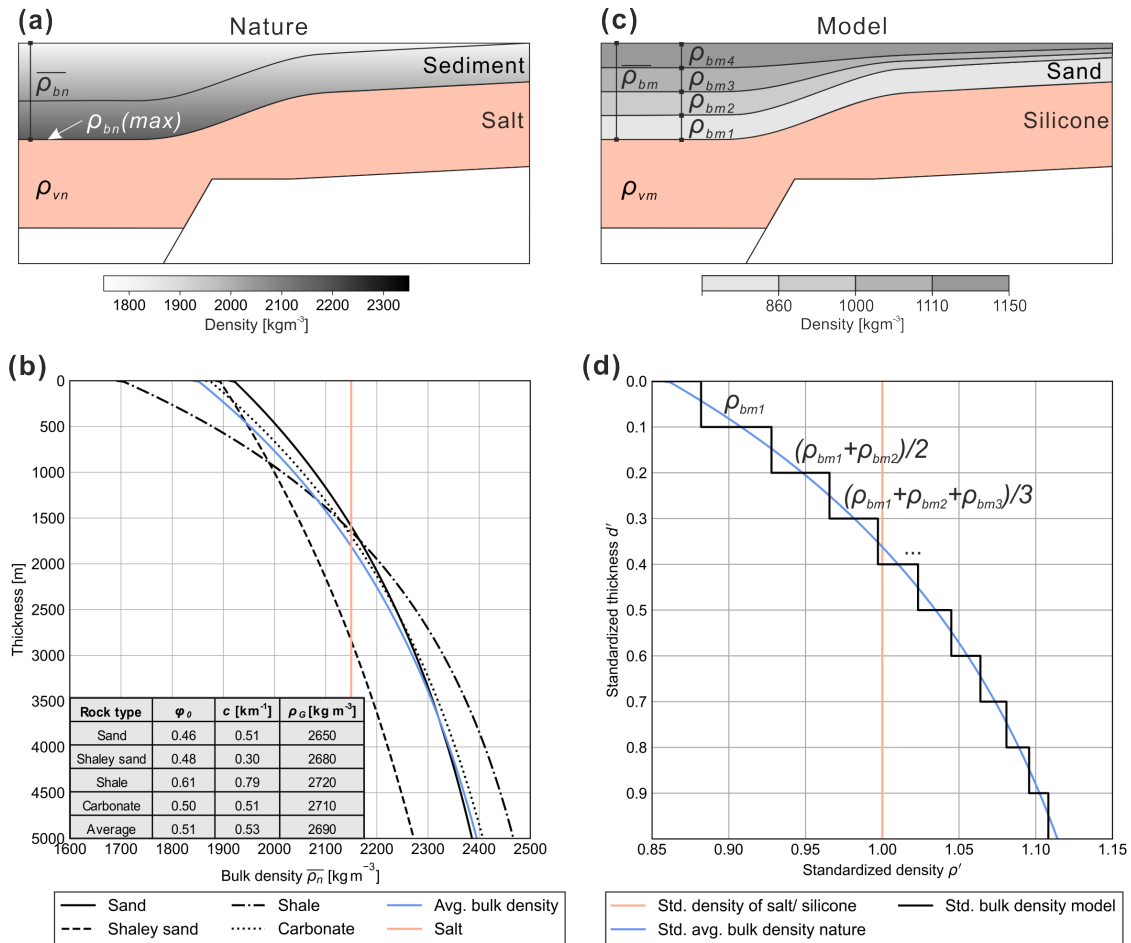 (a)
Nature
ρbn
Sediment
ρbn(max)
Salt
ρvn
1800 1900 2000 2100 2200 2300
Density [kgm⁻³]
(c)
Model
ρbm
ρbm4
ρbm3
ρbm2
ρbm1
Sand
Silicone
ρvm
860 1000 1110 1150
Density [kgm⁻³]
(b)
0
500
1000
1500
2000
2500
3000
3500
4000
4500
5000
Thickness [m]
Rock type φ0 c [km⁻¹] ρG [kg m⁻³]
Sand 0.46 0.51 2650
Shaley sand 0.48 0.30 2680
Shale 0.61 0.79 2720
Carbonate 0.50 0.51 2710
Average 0.51 0.53 2690
1600 1700 1800 1900 2000 2100 2200 2300 2400 2500
Bulk density ρn [kg m⁻³]
Sand Shale Avg. bulk density
Shaley sand Carbonate Salt
(d)
0.0
0.1
0.2
0.3
0.4
0.5
0.6
0.7
0.8
0.9
Standardized thickness d'
ρbm1
(ρbm1+ρbm2)/2
(ρbm1+ρbm2+ρbm3)/3
...
0.85 0.90 0.95 1.00 1.05 1.10 1.15
Standardized density ρ'
Std. density of salt/ silicone Std. bulk density model
Std. avg. bulk density nature